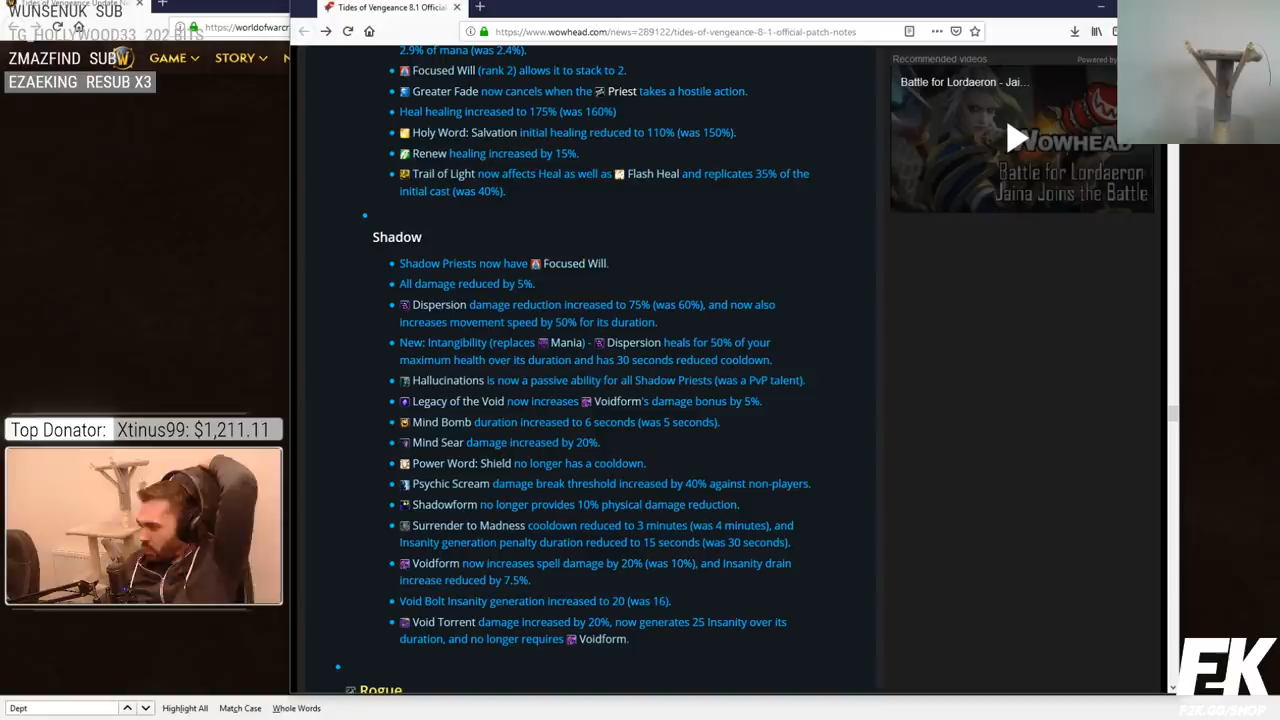 WUNSENUK SUB
TG_HOLLYWOOD33 202 BITS
ZMAZFIND SUB
EZAEKING RESUB X3
Tides of Vengeance Update N
https://worldofwarcr
GAME
STORY
Tides of Vengeance 8.1 Official
https://www.wowhead.com/news=289122/tides-of-vengeance-8-1-official-patch-notes
2.9% of mana (was 2.4%).
Focused Will (rank 2) allows it to stack to 2.
Greater Fade now cancels when the Priest takes a hostile action.
Heal healing increased to 175% (was 160%)
Holy Word: Salvation initial healing reduced to 110% (was 150%).
Renew healing increased by 15%.
Trail of Light now affects Heal as well as Flash Heal and replicates 35% of the
initial cast (was 40%).
Shadow
Shadow Priests now have Focused Will.
All damage reduced by 5%.
Dispersion damage reduction increased to 75% (was 60%), and now also
increases movement speed by 50% for its duration.
New: Intangibility (replaces Mania) - Dispersion heals for 50% of your
maximum health over its duration and has 30 seconds reduced cooldown.
Hallucinations is now a passive ability for all Shadow Priests (was a PvP talent).
Legacy of the Void now increases Voidform's damage bonus by 5%.
Mind Bomb duration increased to 6 seconds (was 5 seconds).
Mind Sear damage increased by 20%.
Power Word: Shield no longer has a cooldown.
Psychic Scream damage break threshold increased by 40% against non-players.
Shadowform no longer provides 10% physical damage reduction.
Surrender to Madness cooldown reduced to 3 minutes (was 4 minutes), and
Insanity generation penalty duration reduced to 15 seconds (was 30 seconds).
Voidform now increases spell damage by 20% (was 10%), and Insanity drain
increase reduced by 7.5%.
Void Bolt Insanity generation increased to 20 (was 16).
Void Torrent damage increased by 20%, now generates 25 Insanity over its
duration, and no longer requires Voidform.
Rogue
Recommended videos
Powered by
Battle for Lordaeron - Jai...
WOWHEAD
Battle for Lordaeron
Jaina Joins the Battle
Top Donator: Xtinus99: $1,211.11
Dept
Highlight All
Match Case
Whole Words
F2K
F2K.GG/SHOP